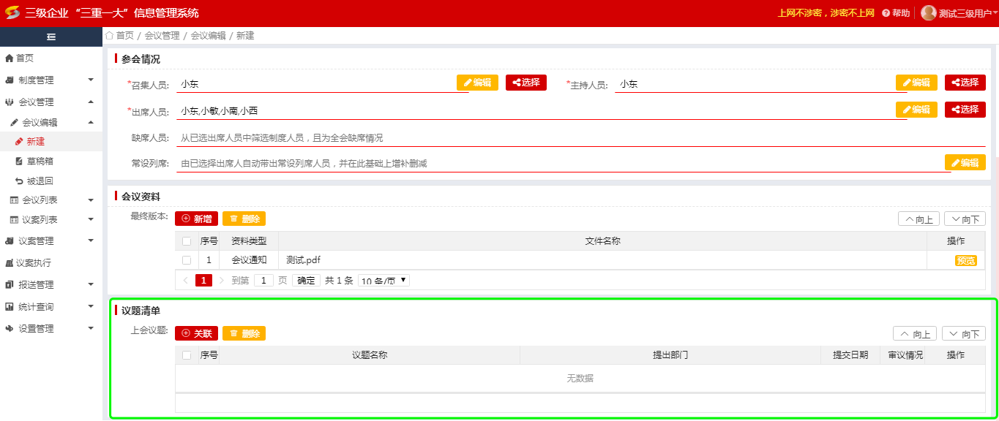 三级企业 “三重一大” 信息管理系统
上网不涉密，涉密不上网 帮助 测试三级用户
首页 / 会议管理 / 会议编辑 / 新建
首页
制度管理
会议管理
会议编辑
新建
草稿箱
被退回
会议列表
议案列表
议案管理
议案执行
报送管理
统计查询
设置管理
参会情况
*召集人员: 小东 编辑 选择 *主持人员: 小东 编辑 选择
*出席人员: 小东,小敏,小南,小西 编辑 选择
缺席人员: 从已选出席人员中筛选制度人员，且为全会缺席情况
常设列席: 由已选择出席人自动带出常设列席人员，并在此基础上增补删减 编辑
会议资料
最终版本: 新增 删除 向上 向下
序号 资料类型 文件名称 操作
1 会议通知 测试.pdf 预览
1 到第 1 页 确定 共 1 条 10 条/页
议题清单
上会议题: 关联 删除 向上 向下
序号 议题名称 提出部门 提交日期 审议情况 操作
无数据